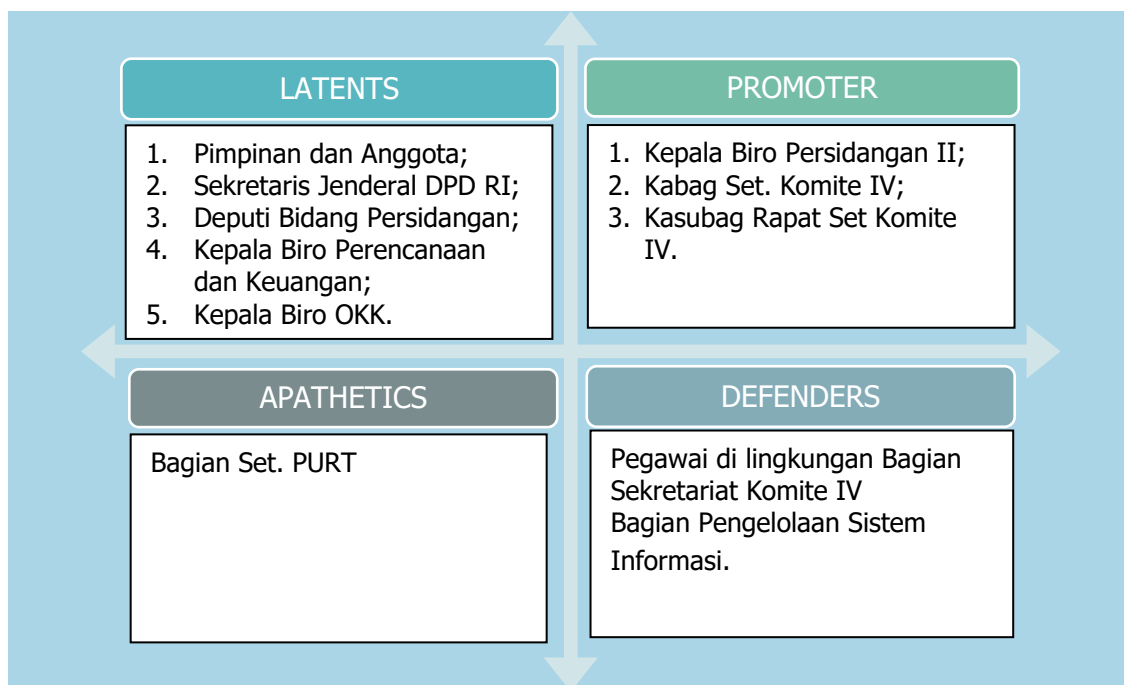 LATENTS
1. Pimpinan dan Anggota;
2. Sekretaris Jenderal DPD RI;
3. Deputi Bidang Persidangan;
4. Kepala Biro Perencanaan
dan Keuangan;
5. Kepala Biro OKK.
PROMOTER
1. Kepala Biro Persidangan II;
2. Kabag Set. Komite IV;
3. Kasubag Rapat Set Komite
IV.
APATHETICS
Bagian Set. PURT
DEFENDERS
Pegawai di lingkungan Bagian
Sekretariat Komite IV
Bagian Pengelolaan Sistem
Informasi.